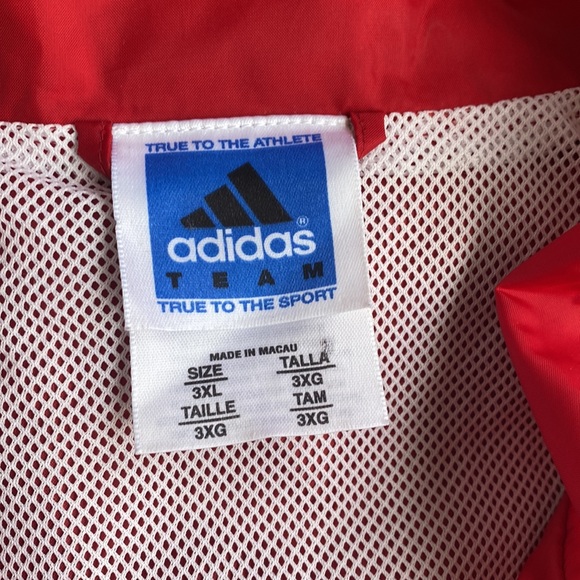 TRUE TO THE ATHLETE
adidas ®
TEAM
TRUE TO THE SPORT
MADE IN MACAU
SIZE
3XL
TALLA
3XG
TAILLE
3XG
TAM
3XG